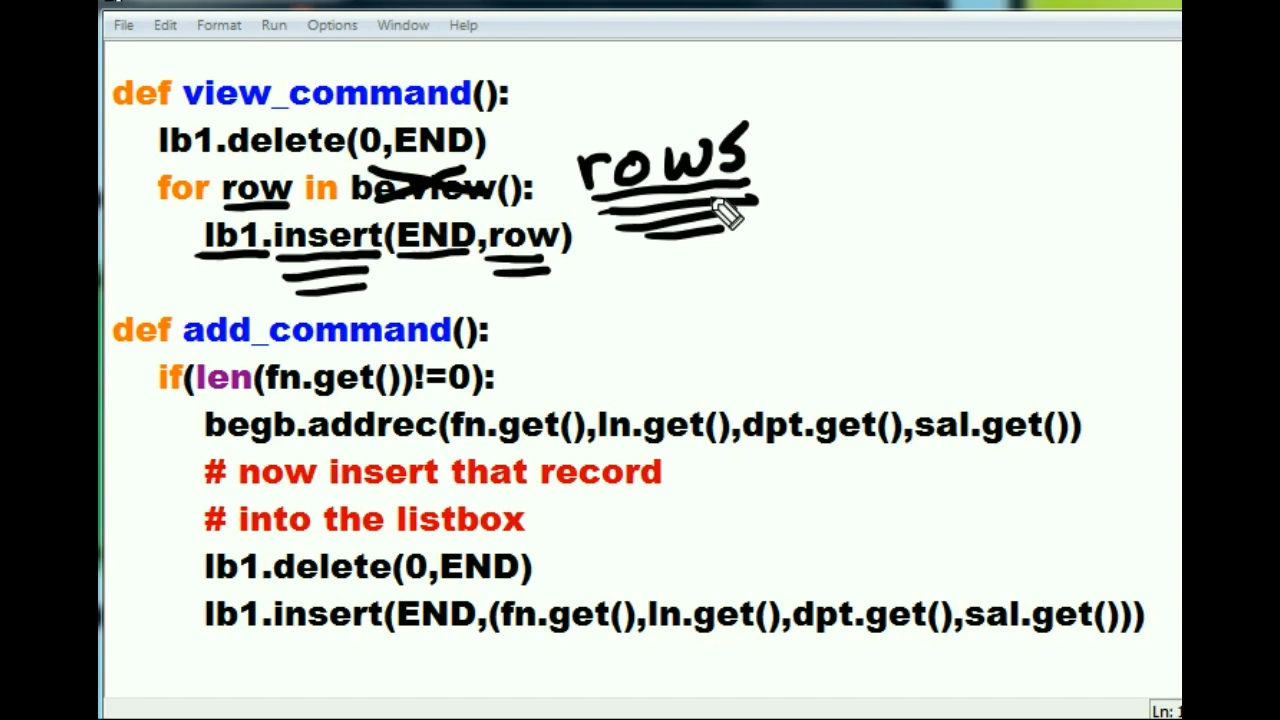 File Edit Format Run Options Window Help
def view_command():
lb1.delete(0,END)
for row in be.view():
rows
lb1.insert(END,row)
def add_command():
if(len(fn.get())!=0):
begb.addrec(fn.get(),ln.get(),dpt.get(),sal.get())
# now insert that record
# into the listbox
lb1.delete(0,END)
lb1.insert(END,(fn.get(),ln.get(),dpt.get(),sal.get()))
Ln: